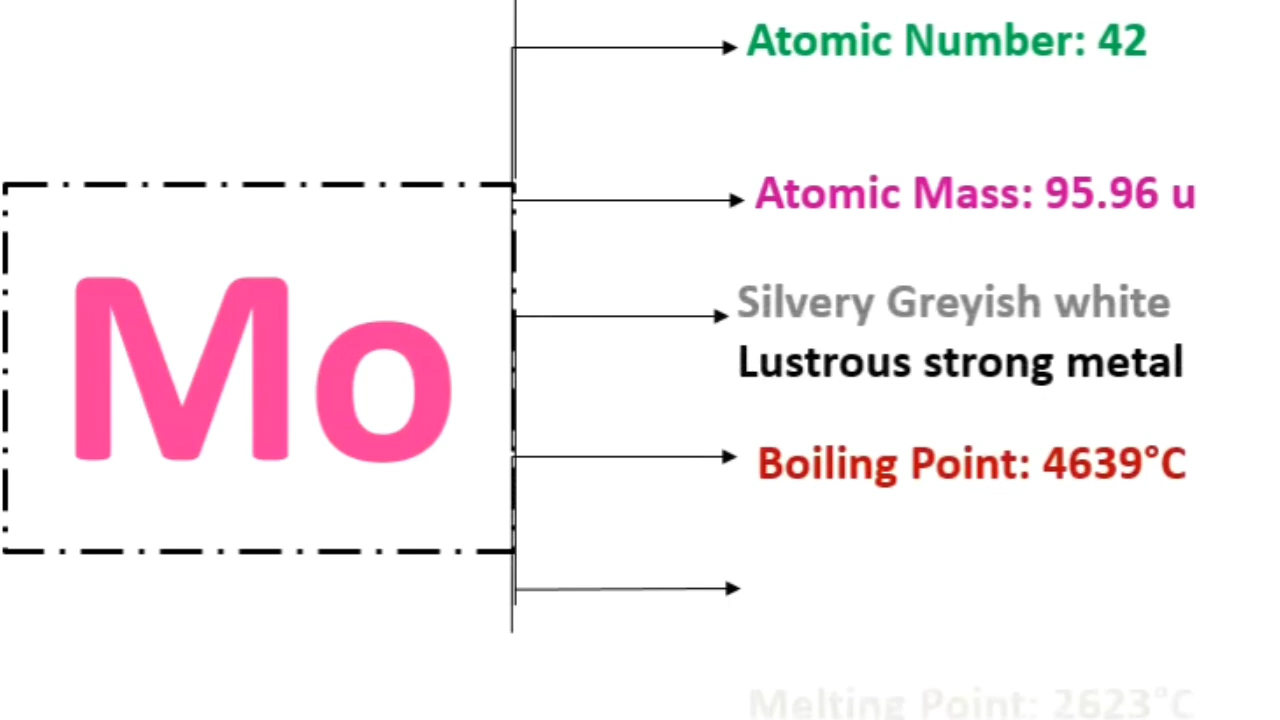 Atomic Number: 42
Atomic Mass: 95.96 u
Silvery Greyish white
Lustrous strong metal
Mo
Boiling Point: 4639°C
Melting Point: 2623°C